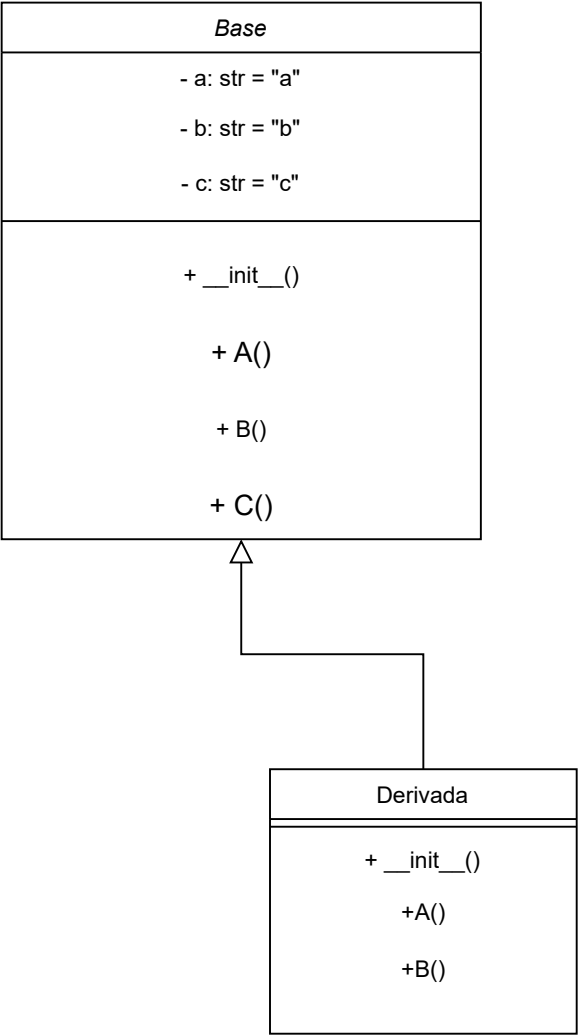 Base
- a: str = "a"
- b: str = "b"
- c: str = "c"
+ __init__()
+ A()
+ B()
+ C()
Derivada
+ __init__()
+A()
+B()